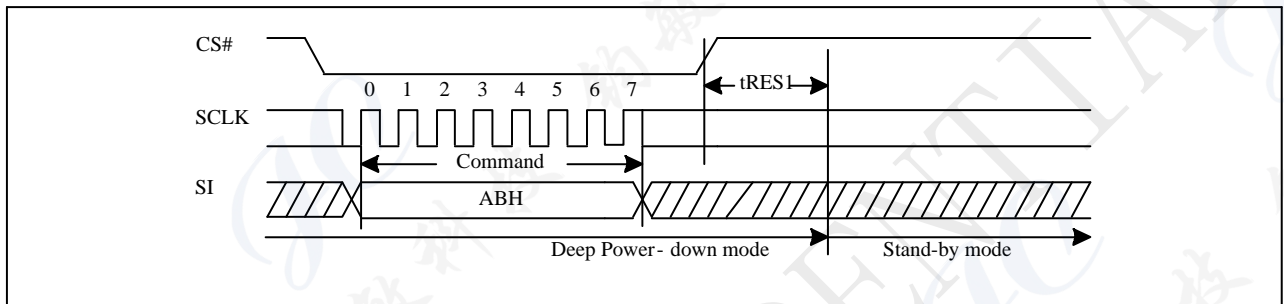 CS#
tRES1
0 1 2 3 4 5 6 7
SCLK
Command
SI
ABH
Deep Power- down mode Stand-by mode